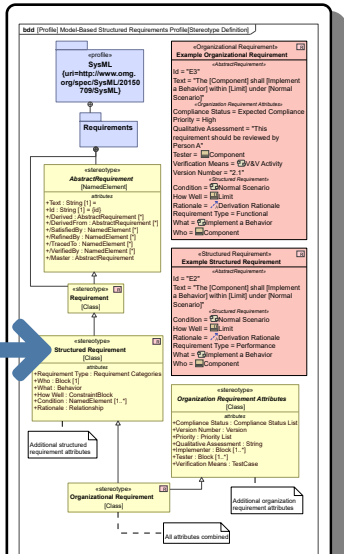 bdd [Profile] Model-Based Structured Requirements Profile[Stereotype Definition]
«profile»
SysML
{uri=http://www.omg.
org/spec/SysML/20150
709/SysML}
Requirements
«stereotype»
AbstractRequirement
[NamedElement]
attributes
+Text : String [1] =
+Id : String [1] = {id}
+/Derived : AbstractRequirement [*]
+/DerivedFrom : AbstractRequirement [*]
+/SatisfiedBy : NamedElement [*]
+/RefinedBy : NamedElement [*]
+/TracedTo : NamedElement [*]
+/VerifiedBy : NamedElement [*]
+/Master : AbstractRequirement
«stereotype»
Requirement
[Class]
«stereotype»
Structured Requirement
[Class]
attributes
+Requirement Type : Requirement Categories
+Who : Block [1]
+What : Behavior
+How Well : ConstraintBlock
+Condition : NamedElement [1..*]
+Rationale : Relationship
Additional structured
requirement attributes
«stereotype»
Organizational Requirement
[Class]
All attributes combined
«Organizational Requirement»
Example Organizational Requirement
«AbstractRequirement»
Id = "E3"
Text = "The [Component] shall [Implement
a Behavior] within [Limit] under [Normal
Scenario]"
«Organization Requirement Attributes»
Compliance Status = Expected Compliance
Priority = High
Qualitative Assessment = "This
requirement should be reviewed by
Person A"
Tester = Component
Verification Means = V&V Activity
Version Number = "2.1"
«Structured Requirement»
Condition = Normal Scenario
How Well = Limit
Rationale = Derivation Rationale
Requirement Type = Functional
What = Implement a Behavior
Who = Component
«Structured Requirement»
Example Structured Requirement
«AbstractRequirement»
Id = "E2"
Text = "The [Component] shall [Implement
a Behavior] within [Limit] under [Normal
Scenario]"
«Structured Requirement»
Condition = Normal Scenario
How Well = Limit
Rationale = Derivation Rationale
Requirement Type = Performance
What = Implement a Behavior
Who = Component
«stereotype»
Organization Requirement Attributes
[Class]
attributes
+Compliance Status : Compliance Status List
+Version Number : Version
+Priority : Priority List
+Qualitative Assessment : String
+Implementer : Block [1..*]
+Tester : Block [1..*]
+Verification Means : TestCase
Additional organization
requirement attributes